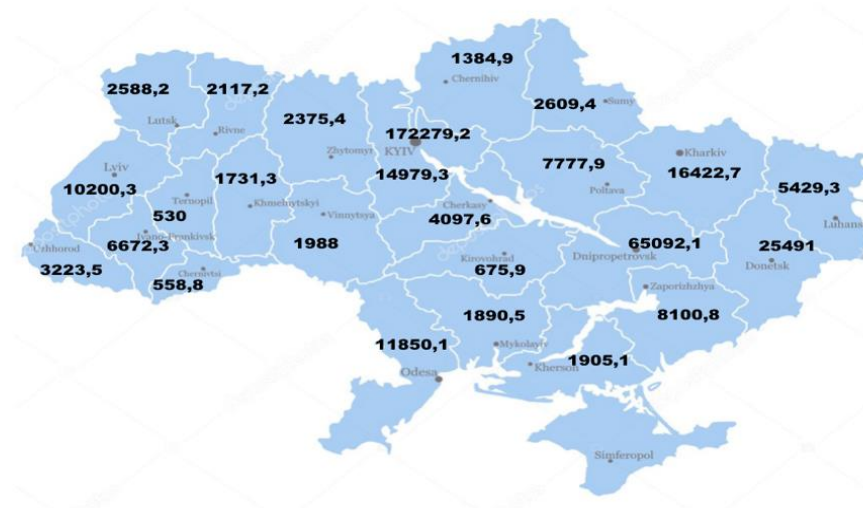 1384,9
Chernihiv
2588,2
2117,2
2609,4
Sumy
2375,4
Lutsk
Rivne
172279,2
KYIV
Zhytomyr
Kharkiv
7777,9
16422,7
Lviv
10200,3
1731,3
14979,3
5429,3
Ternopil
Khmelnytskyi
Cherkasy
Poltava
530
Vinnytsya
4097,6
Luhans
Ivano-Frankivsk
6672,3
1988
65092,1
25491
Uzhhorod
Dnipropetrovsk
Donetsk
3223,5
Chernivtsi
Kirovohrad
675,9
558,8
Zaporizhzhya
1890,5
8100,8
11850,1
Mykolayiv
1905,1
Kherson
Odesa
Simferopol